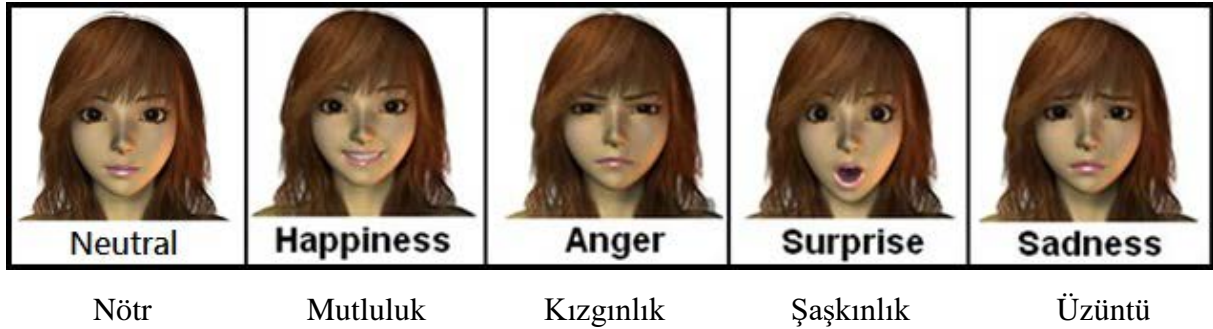 Neutral Happiness Anger Surprise Sadness
Nötr Mutluluk Kızgınlık Şaşkınlık Üzüntü